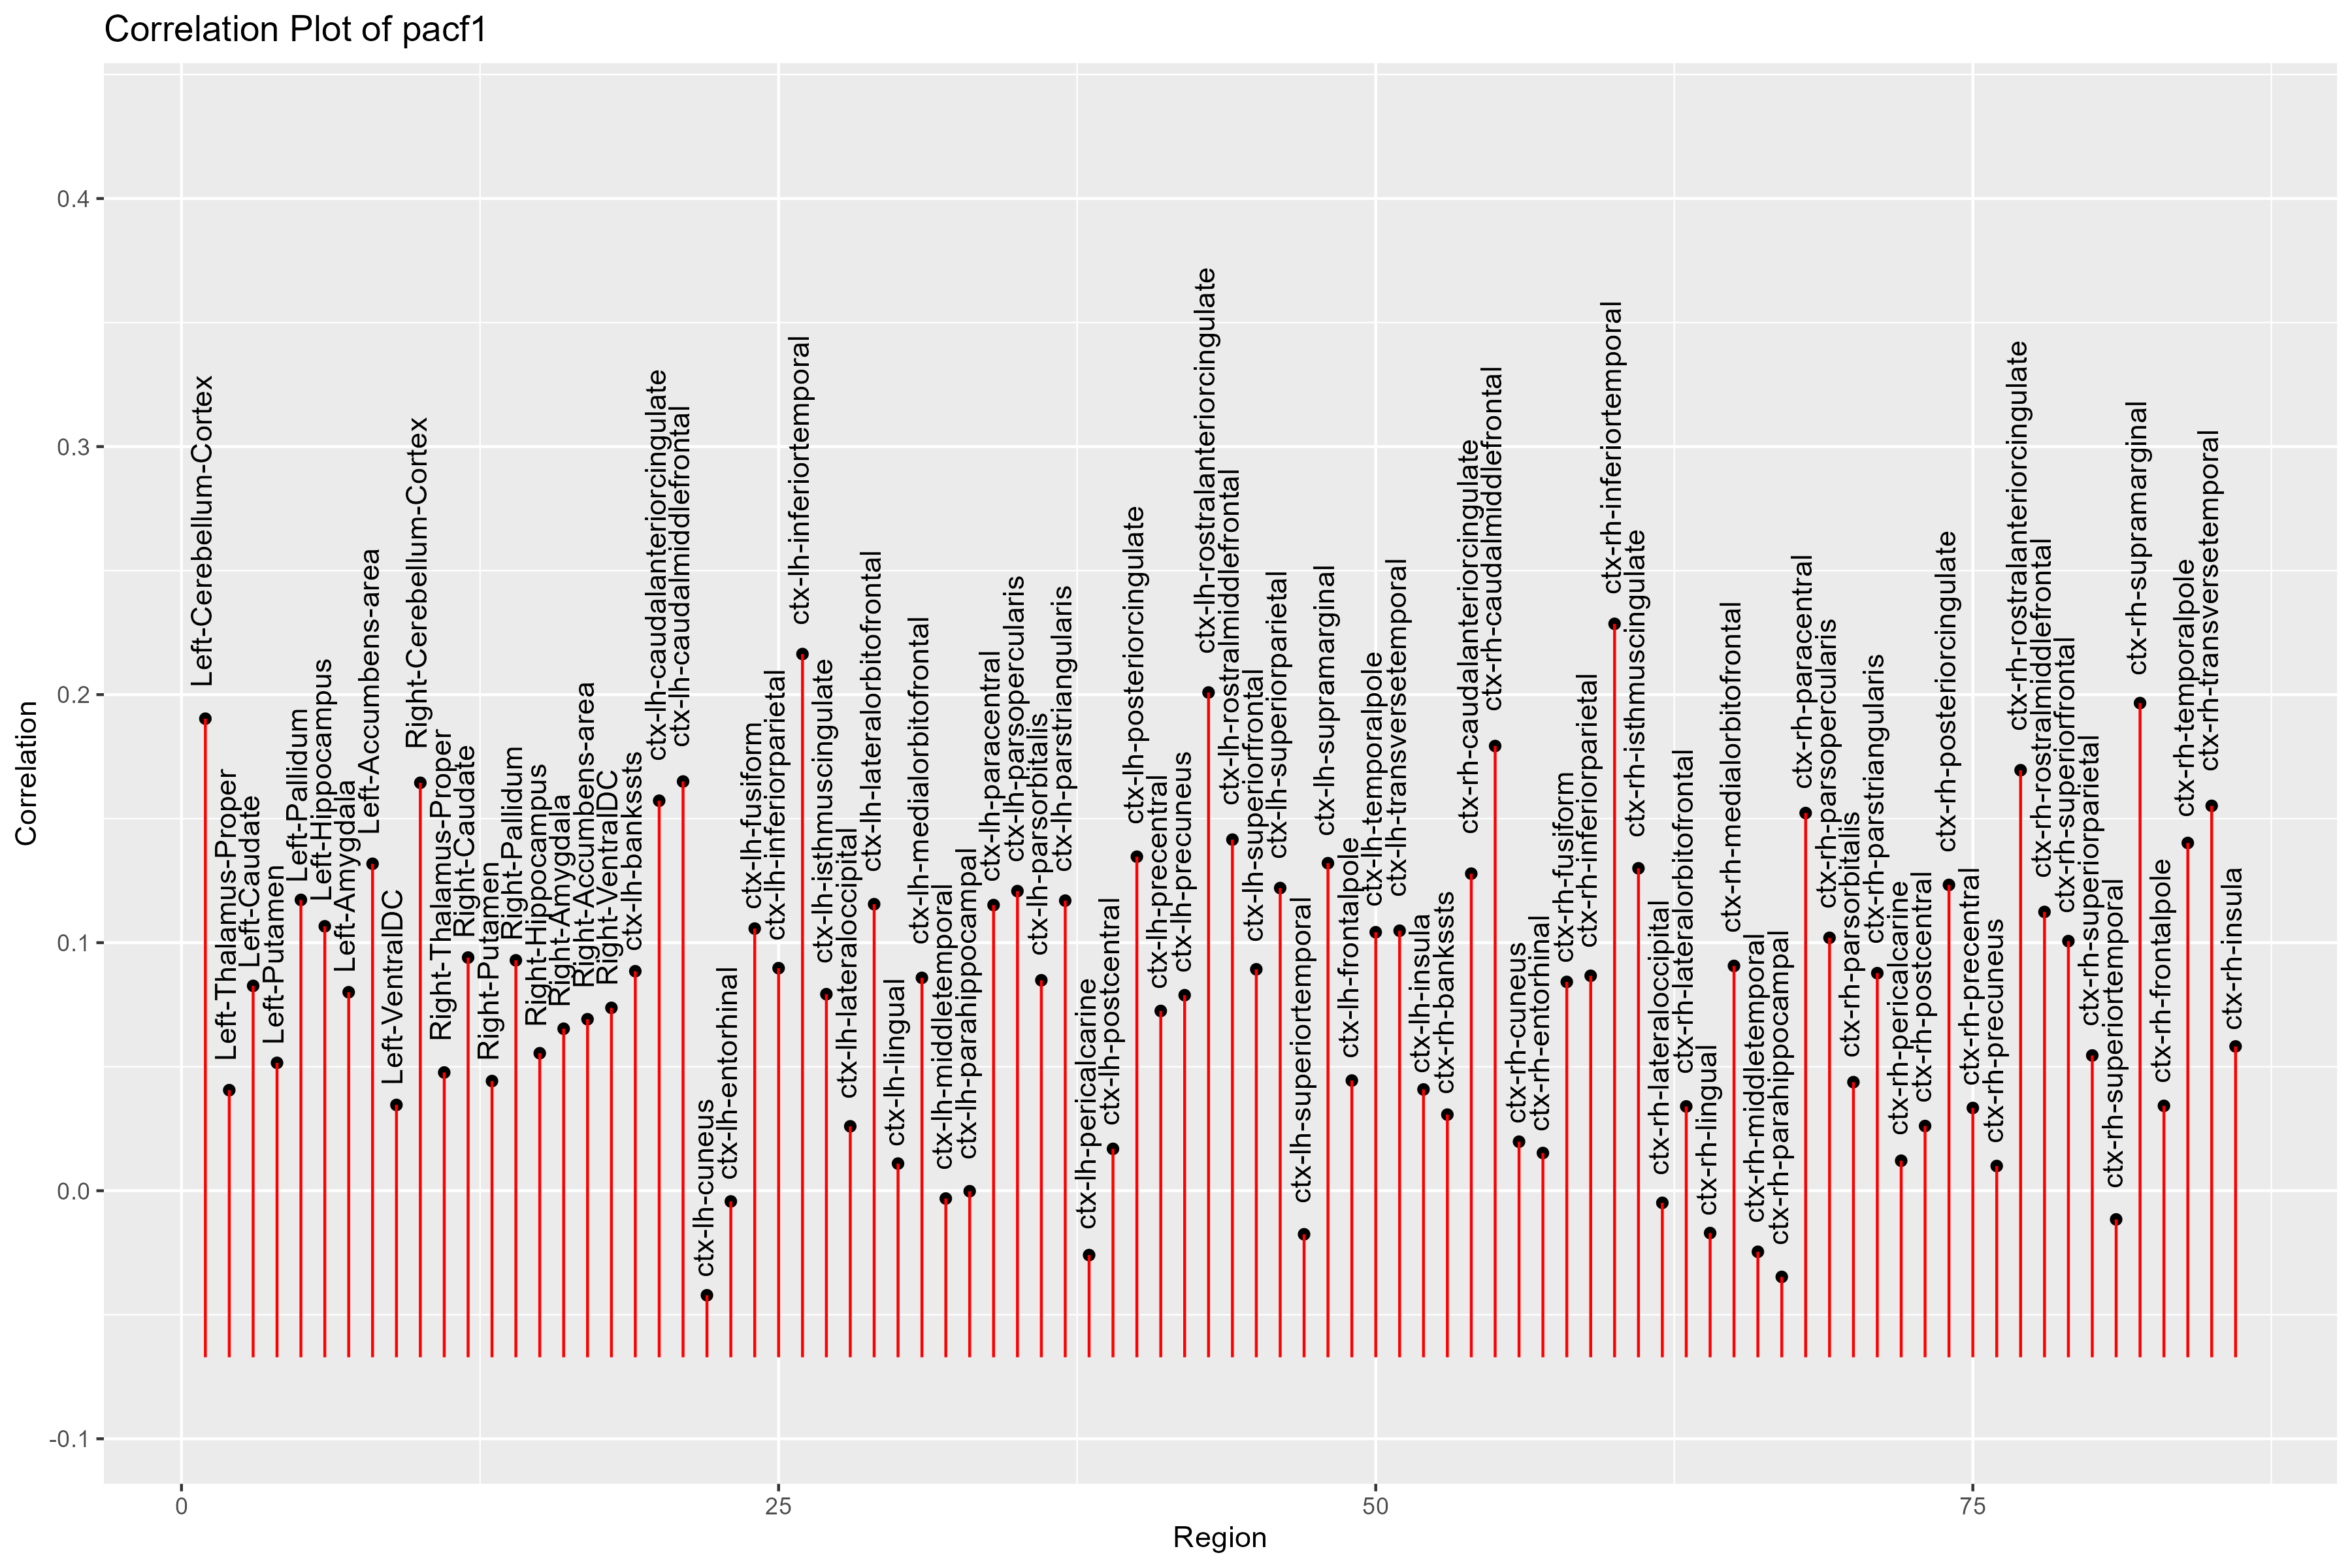 Correlation Plot of pacf1
Correlation
0.4
0.3
0.2
0.1
0.0
-0.1
Left-Cerebellum-Cortex
Left-Thalamus-Proper
Left-Caudate
Left-Putamen
Left-Pallidum
Left-Hippocampus
Left-Amygdala
Left-Accumbens-area
Left-VentralDC
Right-Cerebellum-Cortex
Right-Thalamus-Proper
Right-Caudate
Right-Putamen
Right-Pallidum
Right-Hippocampus
Right-Amygdala
Right-Accumbens-area
Right-VentralDC
ctx-lh-bankssts
ctx-lh-caudalanteriorcingulate
ctx-lh-caudalmiddlefrontal
ctx-lh-cuneus
ctx-lh-entorhinal
ctx-lh-fusiform
ctx-lh-inferiorparietal
ctx-lh-inferiortemporal
ctx-lh-isthmuscingulate
ctx-lh-lateraloccipital
ctx-lh-lateralorbitofrontal
ctx-lh-lingual
ctx-lh-medialorbitofrontal
ctx-lh-middletemporal
ctx-lh-parahippocampal
ctx-lh-paracentral
ctx-lh-parsopercularis
ctx-lh-parsorbitalis
ctx-lh-parstriangularis
ctx-lh-pericalcarine
ctx-lh-postcentral
ctx-lh-posteriorcingulate
ctx-lh-precentral
ctx-lh-precuneus
ctx-lh-rostralanteriorcingulate
ctx-lh-rostralmiddlefrontal
ctx-lh-superiorfrontal
ctx-lh-superiorparietal
ctx-lh-superiortemporal
ctx-lh-supramarginal
ctx-lh-frontalpole
ctx-lh-temporalpole
ctx-lh-transversetemporal
ctx-lh-insula
ctx-rh-bankssts
ctx-rh-caudalanteriorcingulate
ctx-rh-caudalmiddlefrontal
ctx-rh-cuneus
ctx-rh-entorhinal
ctx-rh-fusiform
ctx-rh-inferiorparietal
ctx-rh-inferiortemporal
ctx-rh-isthmuscingulate
ctx-rh-lateraloccipital
ctx-rh-lateralorbitofrontal
ctx-rh-lingual
ctx-rh-medialorbitofrontal
ctx-rh-middletemporal
ctx-rh-parahippocampal
ctx-rh-paracentral
ctx-rh-parsopercularis
ctx-rh-parsorbitalis
ctx-rh-parstriangularis
ctx-rh-pericalcarine
ctx-rh-postcentral
ctx-rh-posteriorcingulate
ctx-rh-precentral
ctx-rh-precuneus
ctx-rh-rostralanteriorcingulate
ctx-rh-rostralmiddlefrontal
ctx-rh-superiorfrontal
ctx-rh-superiorparietal
ctx-rh-superiortemporal
ctx-rh-supramarginal
ctx-rh-frontalpole
ctx-rh-temporalpole
ctx-rh-transversetemporal
ctx-rh-insula
0
25
50
75
Region